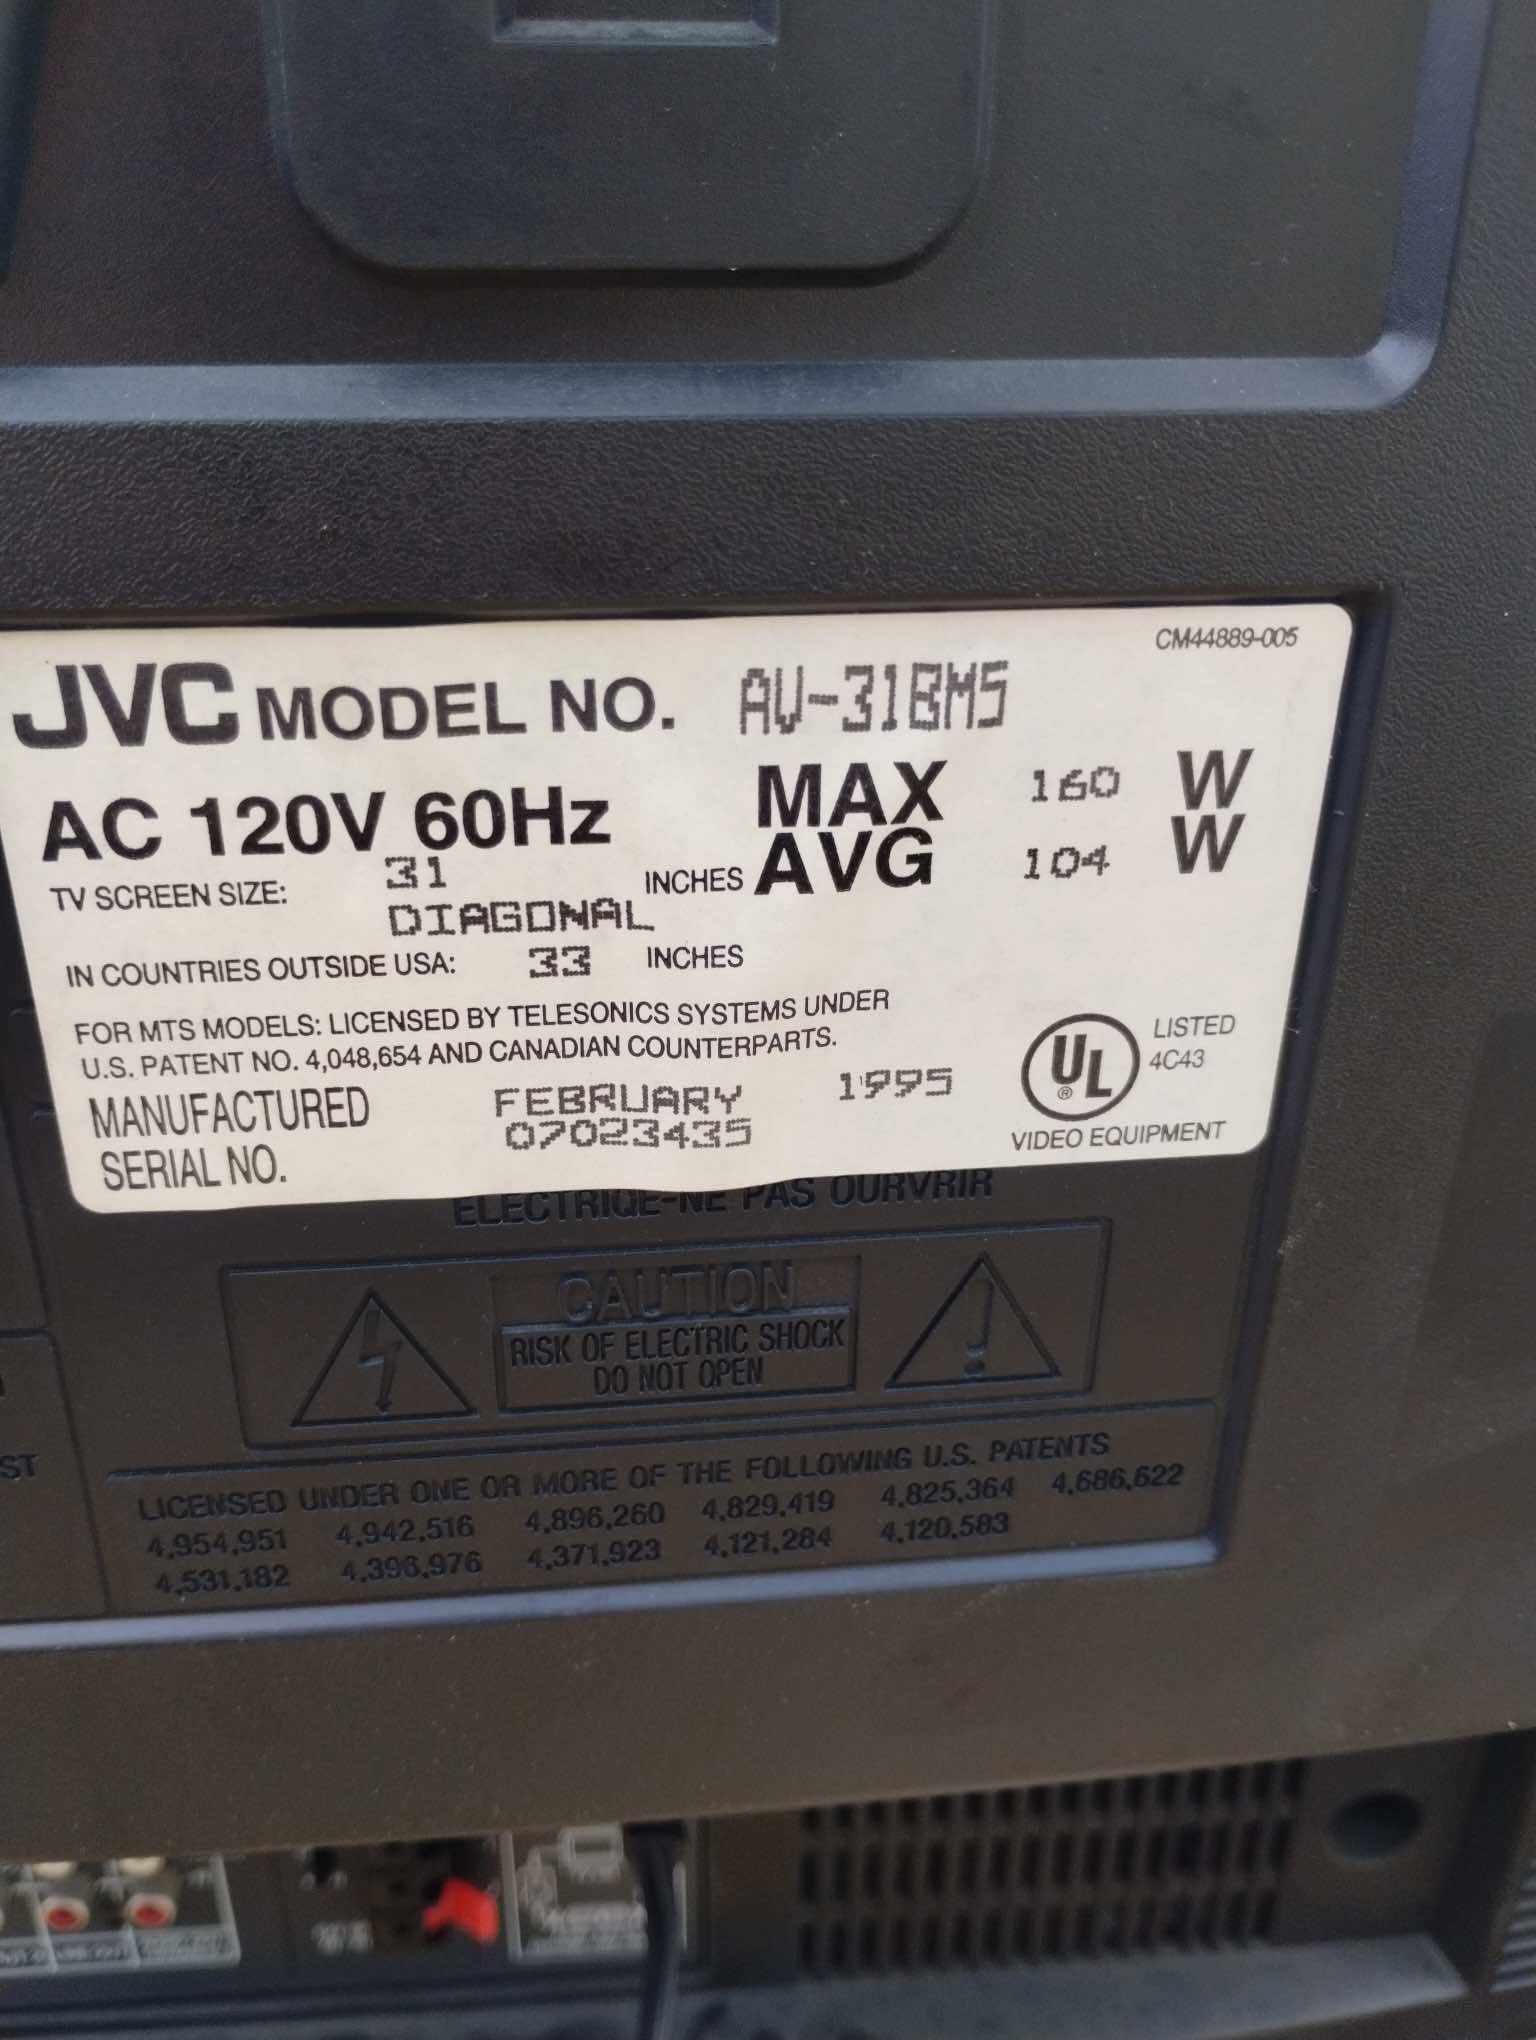 CM44889-005
JVC MODEL NO. AV-31BM5
AC 120V 60Hz MAX 160 W
AVG 104 W
TV SCREEN SIZE: 31 INCHES
DIAGONAL
IN COUNTRIES OUTSIDE USA: 33 INCHES
FOR MTS MODELS: LICENSED BY TELESONICS SYSTEMS UNDER
U.S. PATENT NO. 4,048,654 AND CANADIAN COUNTERPARTS.
MANUFACTURED FEBRUARY 1995
SERIAL NO. 07023435
UL ® LISTED
4C43
VIDEO EQUIPMENT
ELECTRIQE-NE PAS OURVRIR
CAUTION
RISK OF ELECTRIC SHOCK
DO NOT OPEN
ST
LICENSED UNDER ONE OR MORE OF THE FOLLOWING U.S. PATENTS
4,954,951 4,942,516 4,896,260 4,829,419 4,825,364 4,686,622
4,531,182 4,396,976 4,371,923 4,121,284 4,120,583